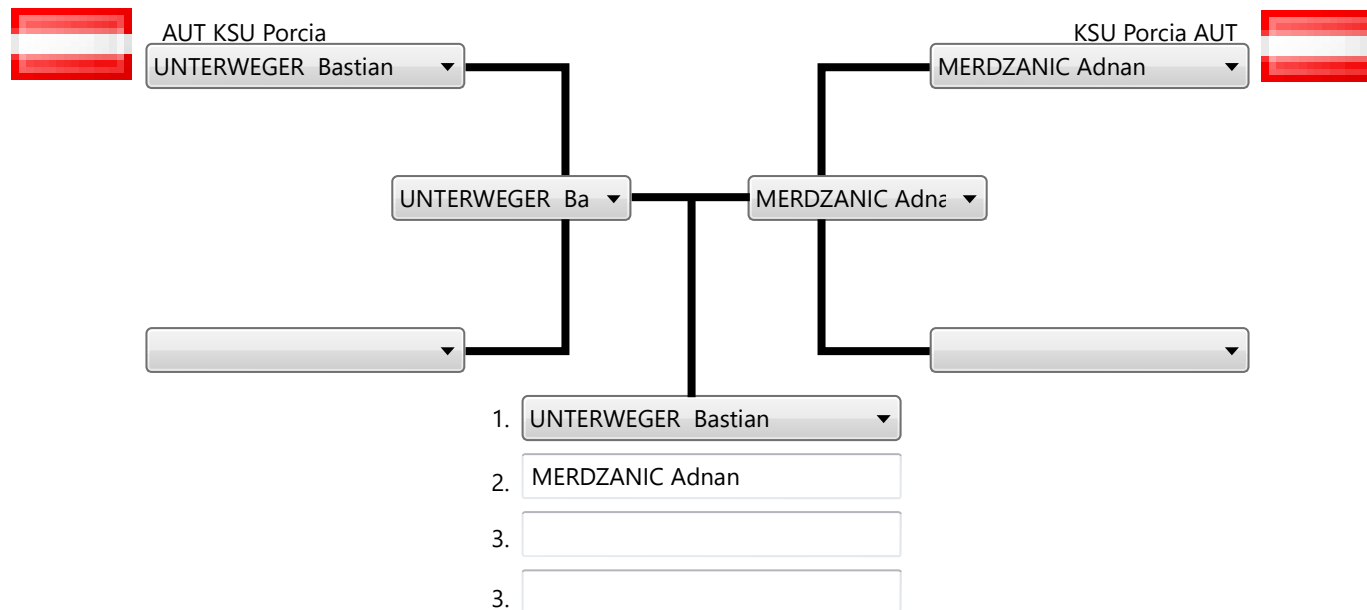 AUT KSU Porcia
KSU Porcia AUT
UNTERWEGER Bastian
MERDZANIC Adnan
UNTERWEGER Ba
MERDZANIC Adna
1. UNTERWEGER Bastian
2. MERDZANIC Adnan
3.
3.